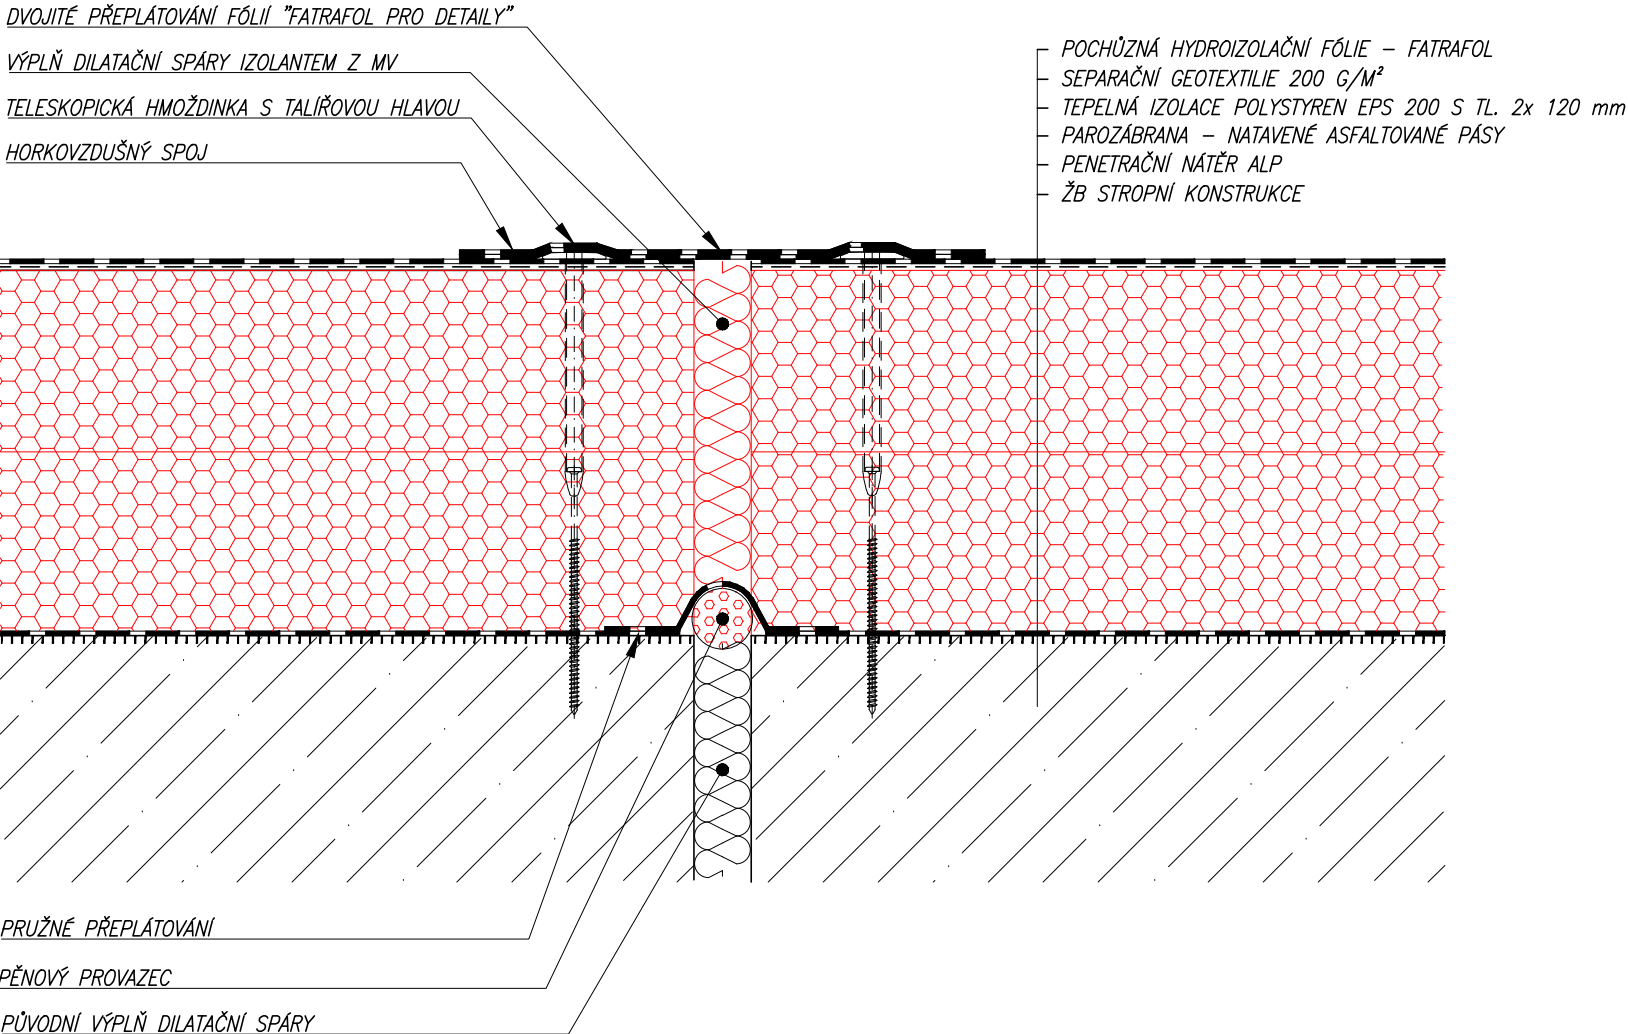 DVOJITÉ PŘEPLÁTOVÁNÍ FÓLIÍ "FATRAFOL PRO DETAILY"
VÝPLŇ DILATAČNÍ SPÁRY IZOLANTEM Z MV
TELESKOPICKÁ HMOŽDINKA S TALÍŘOVOU HLAVOU
HORKOVZDUŠNÝ SPOJ
POCHŮZNÁ HYDROIZOLAČNÍ FÓLIE – FATRAFOL
SEPARAČNÍ GEOTEXTILIE 200 G/M²
TEPELNÁ IZOLACE POLYSTYREN EPS 200 S TL. 2x 120 mm
PAROZÁBRANA – NATAVENÉ ASFALTOVANÉ PÁSY
PENETRAČNÍ NÁTĚR ALP
ŽB STROPNÍ KONSTRUKCE
PRUŽNÉ PŘEPLÁTOVÁNÍ
PĚNOVÝ PROVAZEC
PŮVODNÍ VÝPLŇ DILATAČNÍ SPÁRY